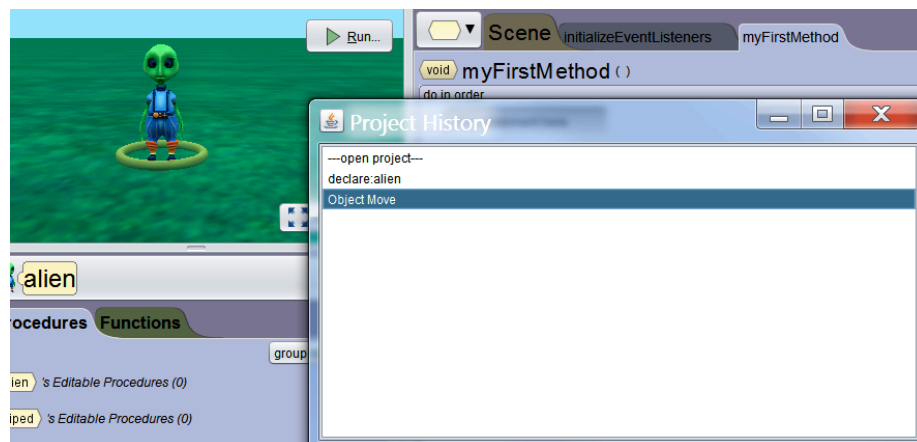 Run...
Scene initializeEventListeners myFirstMethod
void myFirstMethod ( )
do in order
Project History
---open project---
declare:alien
Object Move
alien
ocedures Functions
group
ien 's Editable Procedures (0)
iped 's Editable Procedures (0)